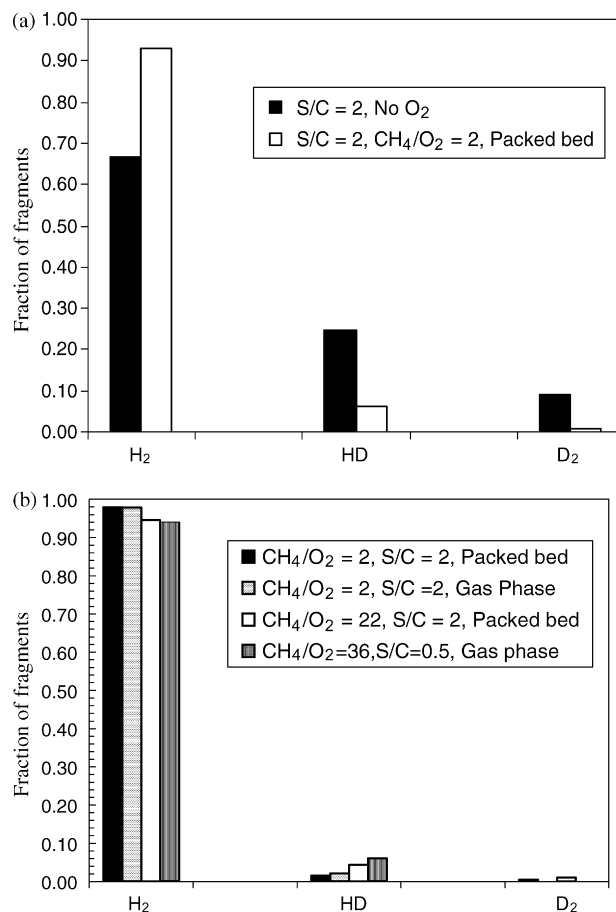 (a)
1.00
0.90
0.80
0.70
0.60
0.50
0.40
0.30
0.20
0.10
0.00
Fraction of fragments
S/C = 2, No O₂
S/C = 2, CH₄/O₂ = 2, Packed bed
H₂ HD D₂
(b)
1.00
0.90
0.80
0.70
0.60
0.50
0.40
0.30
0.20
0.10
0.00
Fraction of fragments
CH₄/O₂ = 2, S/C = 2, Packed bed
CH₄/O₂ = 2, S/C =2, Gas Phase
CH₄/O₂ = 22, S/C = 2, Packed bed
CH₄/O₂=36,S/C=0.5, Gas phase
H₂ HD D₂